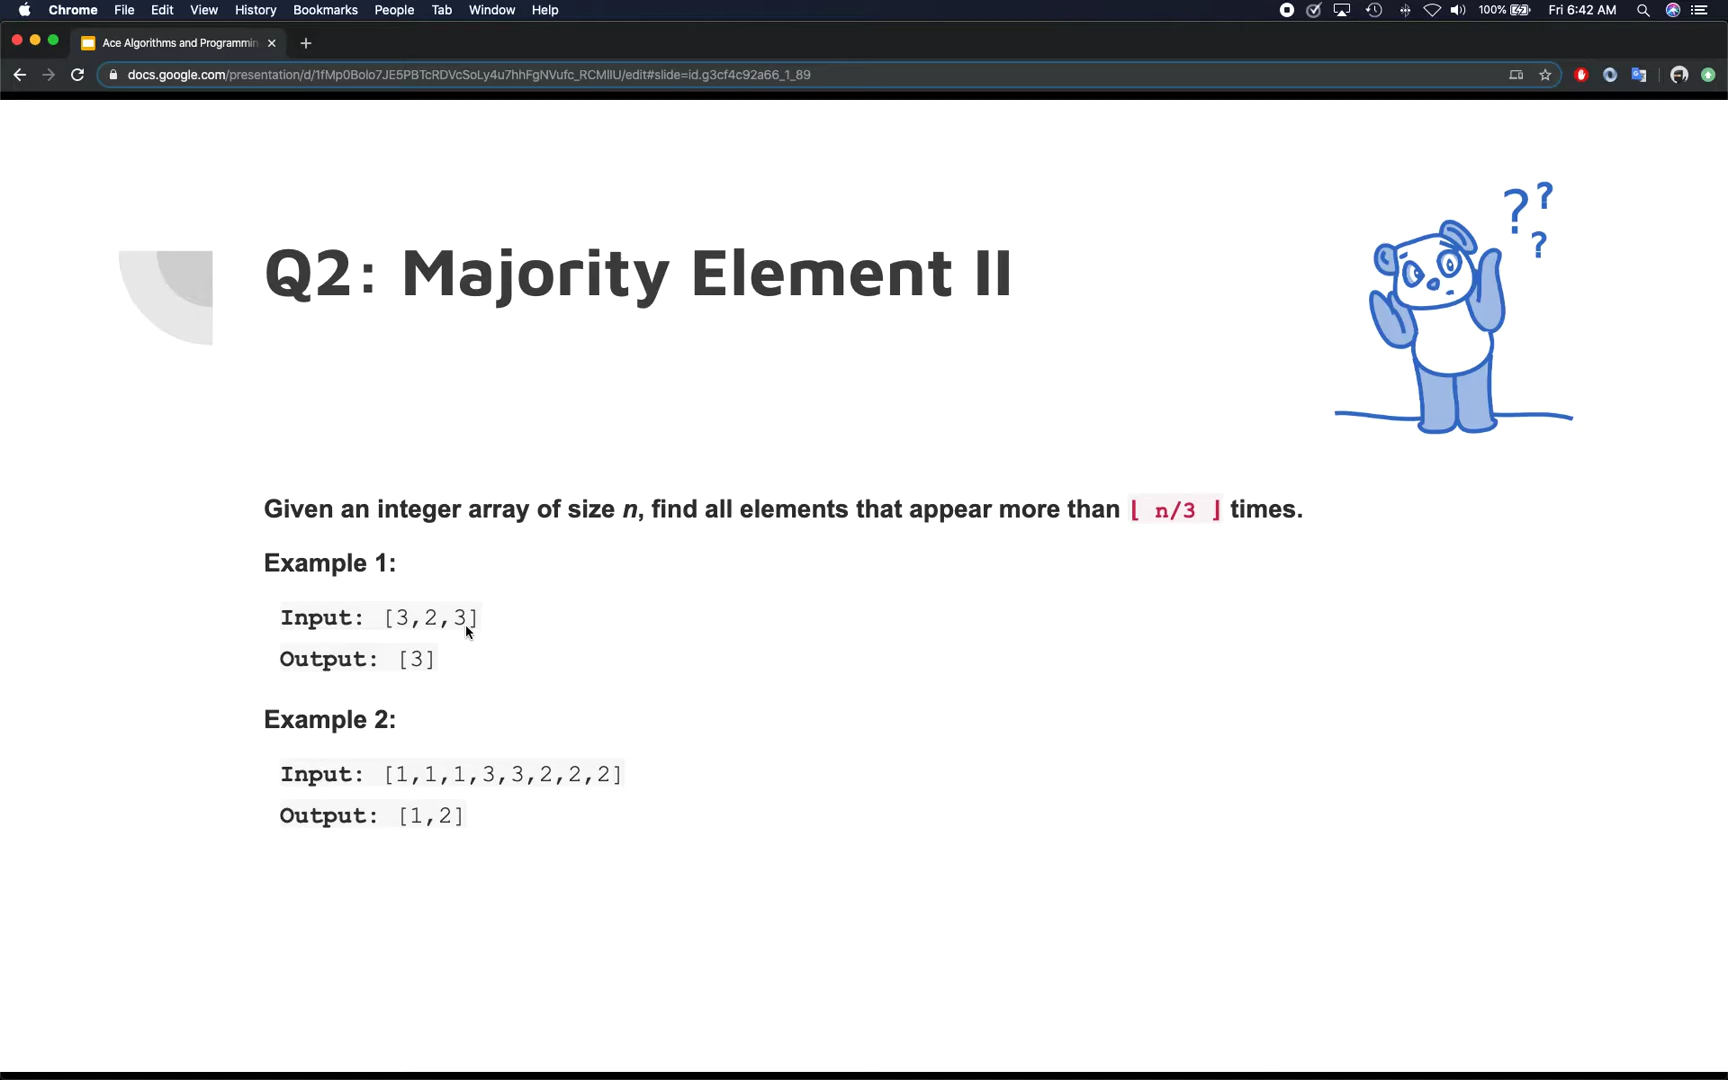 Chrome File Edit View History Bookmarks People Tab Window Help 100% Fri 6:42 AM
Ace Algorithms and Programmin
docs.google.com/presentation/d/1fMp0Bolo7JE5PBTcRDVcSoLy4u7hhFgNVufc_RCMlIU/edit#slide=id.g3cf4c92a66_1_89
? ? ?
Q2: Majority Element II
Given an integer array of size n, find all elements that appear more than ⌊ n/3 ⌋ times.
Example 1:
Input: [3,2,3]
Output: [3]
Example 2:
Input: [1,1,1,3,3,2,2,2]
Output: [1,2]